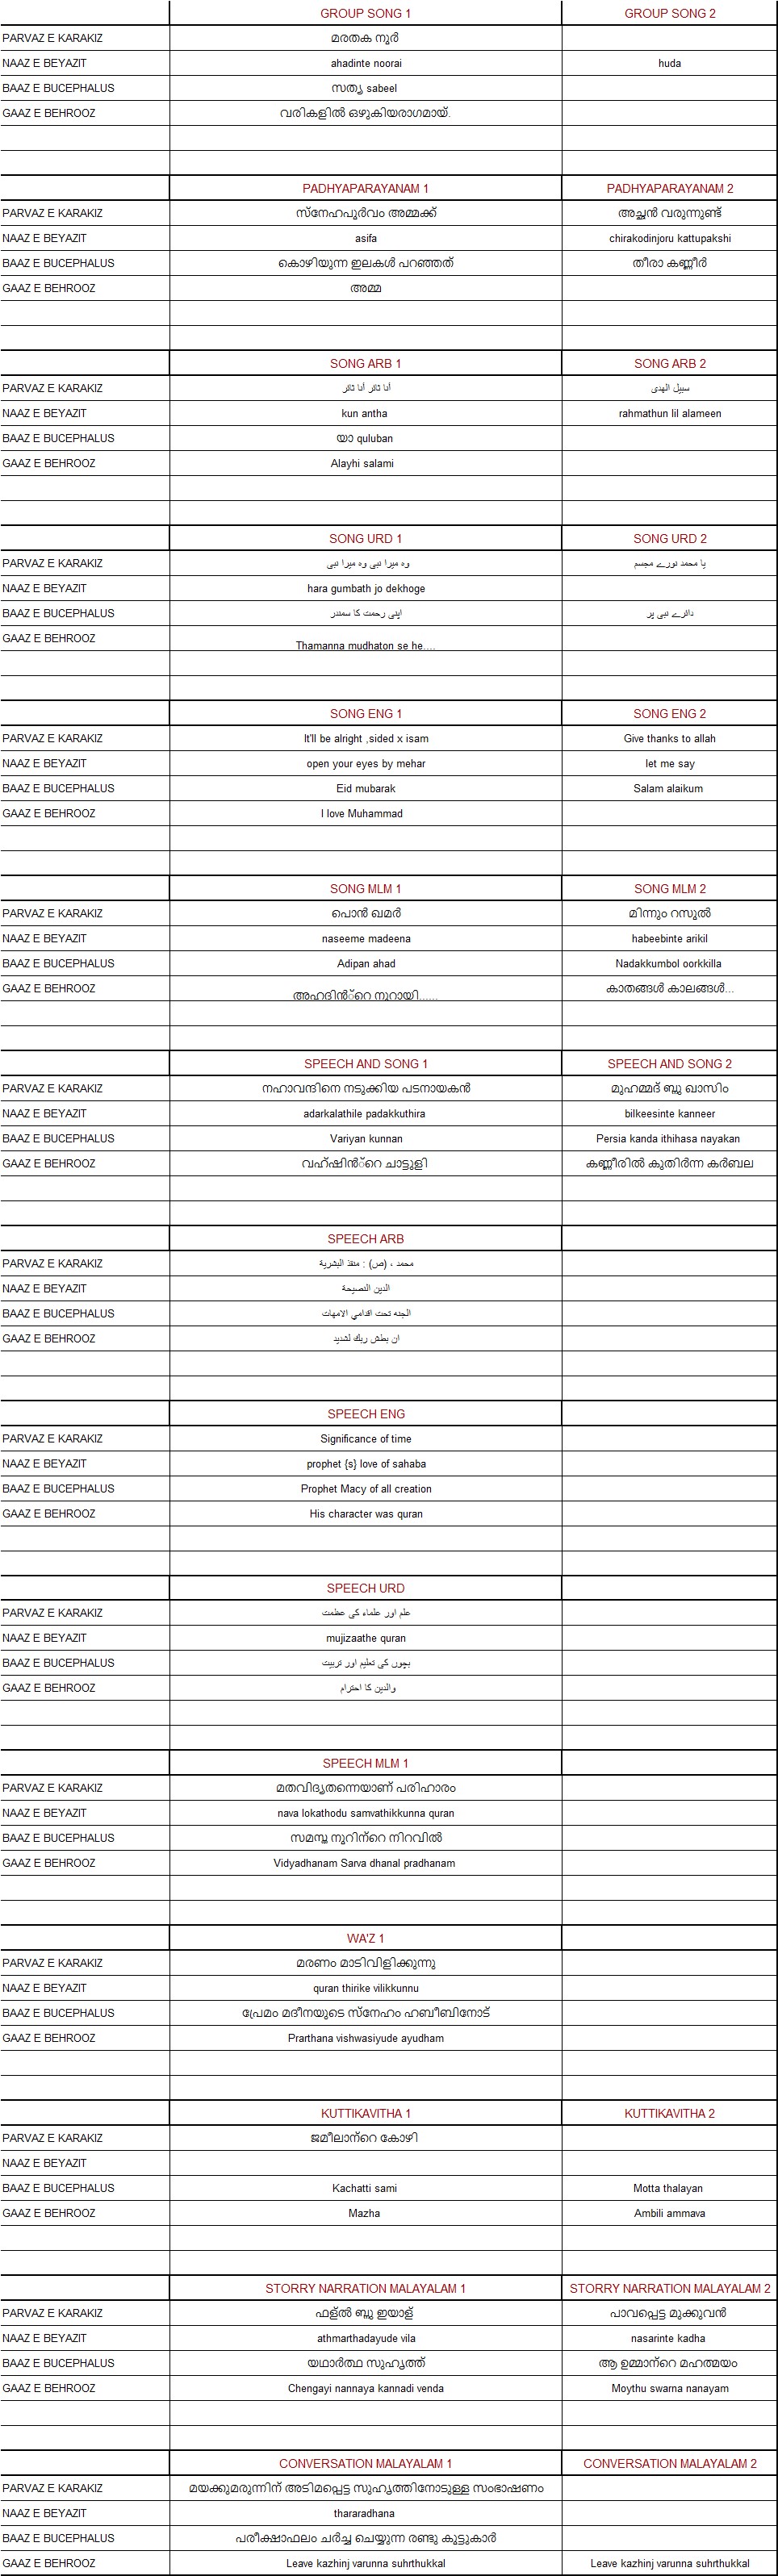 GROUP SONG 1 GROUP SONG 2
PARVAZ E KARAKIZ മരതക നൂർ
NAAZ E BEYAZIT ahadinte noorai huda
BAAZ E BUCEPHALUS സത്യ sabeel
GAAZ E BEHROOZ വരികളിൽ ഒഴുകിയരാഗമായ്.
PADHYAPARAYANAM 1 PADHYAPARAYANAM 2
PARVAZ E KARAKIZ സ്നേഹപൂർവം അമ്മക്ക് അച്ഛൻ വരുന്നുണ്ട്
NAAZ E BEYAZIT asifa chirakodinjoru kattupakshi
BAAZ E BUCEPHALUS കൊഴിയുന്ന ഇലകൾ പറഞ്ഞത് തീരാ കണ്ണീർ
GAAZ E BEHROOZ അമ്മ
SONG ARB 1 SONG ARB 2
PARVAZ E KARAKIZ أنا ثائر أنا ثائر سبيل الهدى
NAAZ E BEYAZIT kun antha rahmathun lil alameen
BAAZ E BUCEPHALUS യാ quluban
GAAZ E BEHROOZ Alayhi salami
SONG URD 1 SONG URD 2
PARVAZ E KARAKIZ وہ میرا نبی وہ میرا نبی یا محمد نورے مجسم
NAAZ E BEYAZIT hara gumbath jo dekhoge
BAAZ E BUCEPHALUS اپنی رحمت کا سمندر دائرے نبی پر
GAAZ E BEHROOZ Thamanna mudhaton se he....
SONG ENG 1 SONG ENG 2
PARVAZ E KARAKIZ It'll be alright ,sided x isam Give thanks to allah
NAAZ E BEYAZIT open your eyes by mehar let me say
BAAZ E BUCEPHALUS Eid mubarak Salam alaikum
GAAZ E BEHROOZ I love Muhammad
SONG MLM 1 SONG MLM 2
PARVAZ E KARAKIZ പൊൻ ഖമർ മിന്നും റസൂൽ
NAAZ E BEYAZIT naseeme madeena habeebinte arikil
BAAZ E BUCEPHALUS Adipan ahad Nadakkumbol oorkkilla
GAAZ E BEHROOZ അഹദിൻ്റെ നൂറായി...... കാതങ്ങൾ കാലങ്ങൾ...
SPEECH AND SONG 1 SPEECH AND SONG 2
PARVAZ E KARAKIZ നഹാവന്ദിനെ നടുക്കിയ പടനായകൻ മുഹമ്മദ് ബ്നു ഖാസിം
NAAZ E BEYAZIT adarkalathile padakkuthira bilkeesinte kanneer
BAAZ E BUCEPHALUS Variyan kunnan Persia kanda ithihasa nayakan
GAAZ E BEHROOZ വഹ്ഷിൻ്റെ ചാട്ടുളി കണ്ണീരിൽ കുതിർന്ന കർബല
SPEECH ARB
PARVAZ E KARAKIZ محمد ، (ص) : منقذ البشرية
NAAZ E BEYAZIT الدين النصيحة
BAAZ E BUCEPHALUS الجنه تحت اقدامي الامهات
GAAZ E BEHROOZ ان بطش ربك لشديد
SPEECH ENG
PARVAZ E KARAKIZ Significance of time
NAAZ E BEYAZIT prophet {s} love of sahaba
BAAZ E BUCEPHALUS Prophet Macy of all creation
GAAZ E BEHROOZ His character was quran
SPEECH URD
PARVAZ E KARAKIZ علم اور علماء کی عظمت
NAAZ E BEYAZIT mujizaathe quran
BAAZ E BUCEPHALUS بچوں کی تعلیم اور تربیت
GAAZ E BEHROOZ والدین کا احترام
SPEECH MLM 1
PARVAZ E KARAKIZ മതവിദ്യതന്നെയാണ് പരിഹാരം
NAAZ E BEYAZIT nava lokathodu samvathikkunna quran
BAAZ E BUCEPHALUS സമസ്ത നൂറിന്റെ നിറവിൽ
GAAZ E BEHROOZ Vidyadhanam Sarva dhanal pradhanam
WA'Z 1
PARVAZ E KARAKIZ മരണം മാടിവിളിക്കുന്നു
NAAZ E BEYAZIT quran thirike vilikkunnu
BAAZ E BUCEPHALUS പ്രേമം മദീനയുടെ സ്നേഹം ഹബീബിനോട്
GAAZ E BEHROOZ Prarthana vishwasiyude ayudham
KUTTIKAVITHA 1 KUTTIKAVITHA 2
PARVAZ E KARAKIZ ജമീലാന്റെ കോഴി
NAAZ E BEYAZIT
BAAZ E BUCEPHALUS Kachatti sami Motta thalayan
GAAZ E BEHROOZ Mazha Ambili ammava
STORRY NARRATION MALAYALAM 1 STORRY NARRATION MALAYALAM 2
PARVAZ E KARAKIZ ഫള്ൽ ബ്നു ഇയാള് പാവപ്പെട്ട മുക്കുവൻ
NAAZ E BEYAZIT athmarthadayude vila nasarinte kadha
BAAZ E BUCEPHALUS യഥാർത്ഥ സുഹൃത്ത് ആ ഉമ്മാന്റെ മഹത്മയം
GAAZ E BEHROOZ Chengayi nannaya kannadi venda Moythu swarna nanayam
CONVERSATION MALAYALAM 1 CONVERSATION MALAYALAM 2
PARVAZ E KARAKIZ മയക്കുമരുന്നിന് അടിമപ്പെട്ട സുഹൃത്തിനോടുള്ള സംഭാഷണം
NAAZ E BEYAZIT thararadhana
BAAZ E BUCEPHALUS പരീക്ഷാഫലം ചർച്ച ചെയ്യുന്ന രണ്ടു കൂട്ടുകാർ
GAAZ E BEHROOZ Leave kazhinj varunna suhrthukkal Leave kazhinj varunna suhrthukkal